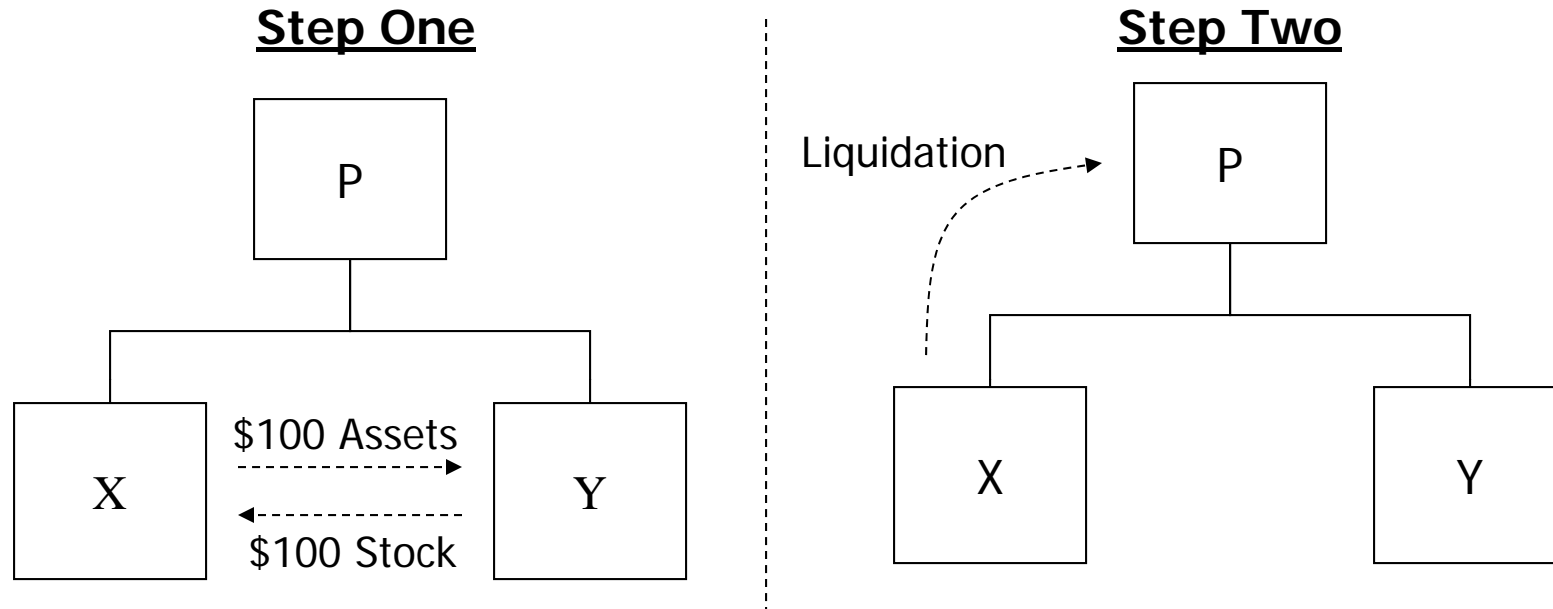 Step One
P
X
$100 Assets
$100 Stock
Y
Step Two
Liquidation
P
X
Y